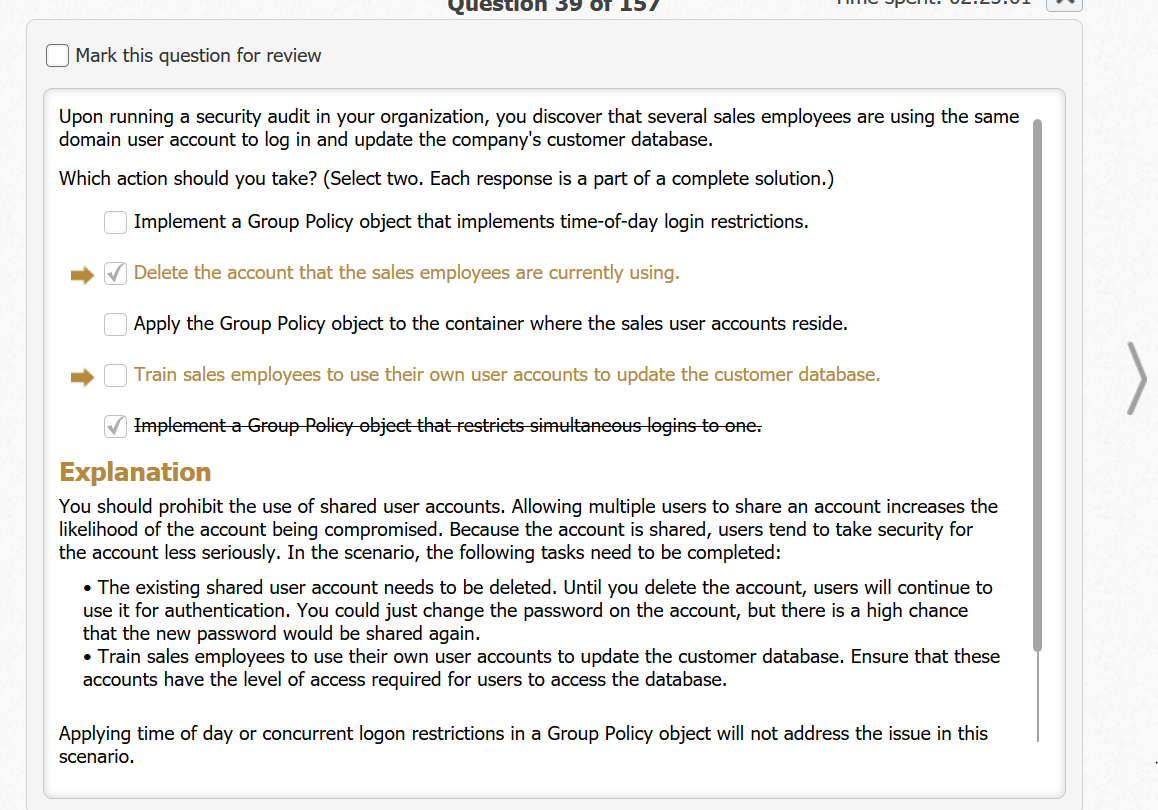 Question 39 of 157
Time spent: 02:25:01
Mark this question for review
Upon running a security audit in your organization, you discover that several sales employees are using the same
domain user account to log in and update the company's customer database.
Which action should you take? (Select two. Each response is a part of a complete solution.)
Implement a Group Policy object that implements time-of-day login restrictions.
Delete the account that the sales employees are currently using.
Apply the Group Policy object to the container where the sales user accounts reside.
Train sales employees to use their own user accounts to update the customer database.
Implement a Group Policy object that restricts simultaneous logins to one.
Explanation
You should prohibit the use of shared user accounts. Allowing multiple users to share an account increases the
likelihood of the account being compromised. Because the account is shared, users tend to take security for
the account less seriously. In the scenario, the following tasks need to be completed:
• The existing shared user account needs to be deleted. Until you delete the account, users will continue to
use it for authentication. You could just change the password on the account, but there is a high chance
that the new password would be shared again.
• Train sales employees to use their own user accounts to update the customer database. Ensure that these
accounts have the level of access required for users to access the database.
Applying time of day or concurrent logon restrictions in a Group Policy object will not address the issue in this
scenario.